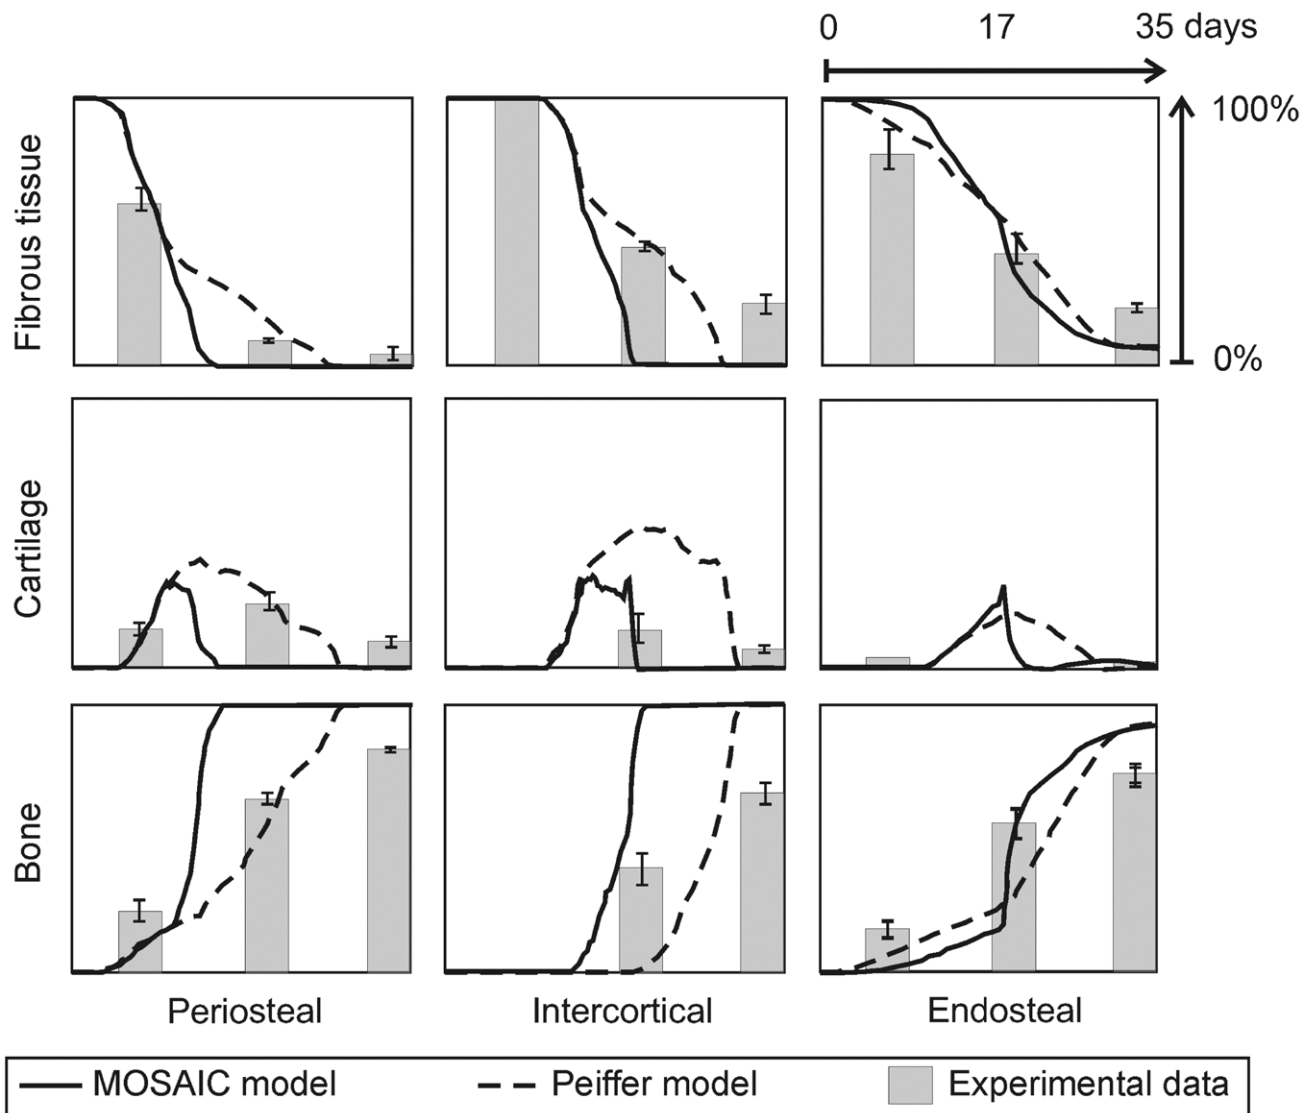 0 17 35 days
100%
0%
Fibrous tissue
Cartilage
Bone
Periosteal Intercortical Endosteal
MOSAIC model Peiffer model Experimental data